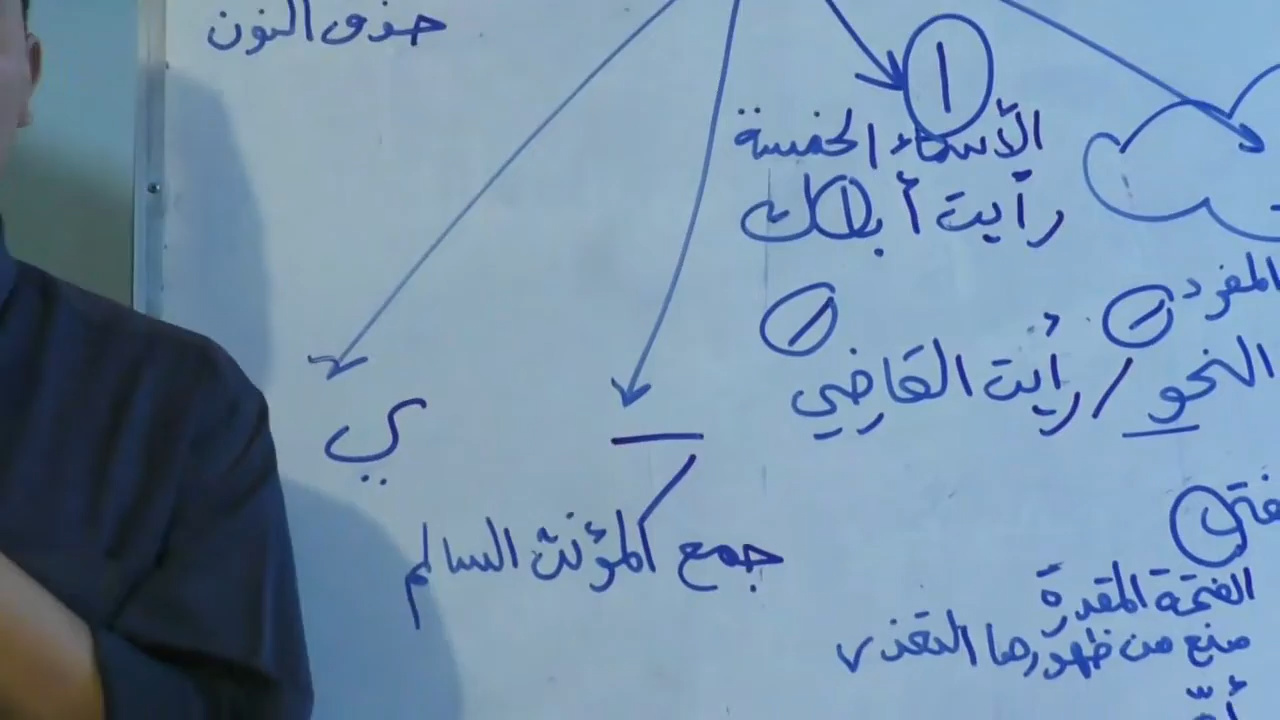 حذف النون
ا
الأسماء الخمسة
رأيت أباك
المفرد
النحو / رأيت القاضي
ي
جمع المؤنث السالم
الفتحة المقدرة
منع من ظهورها التعذر